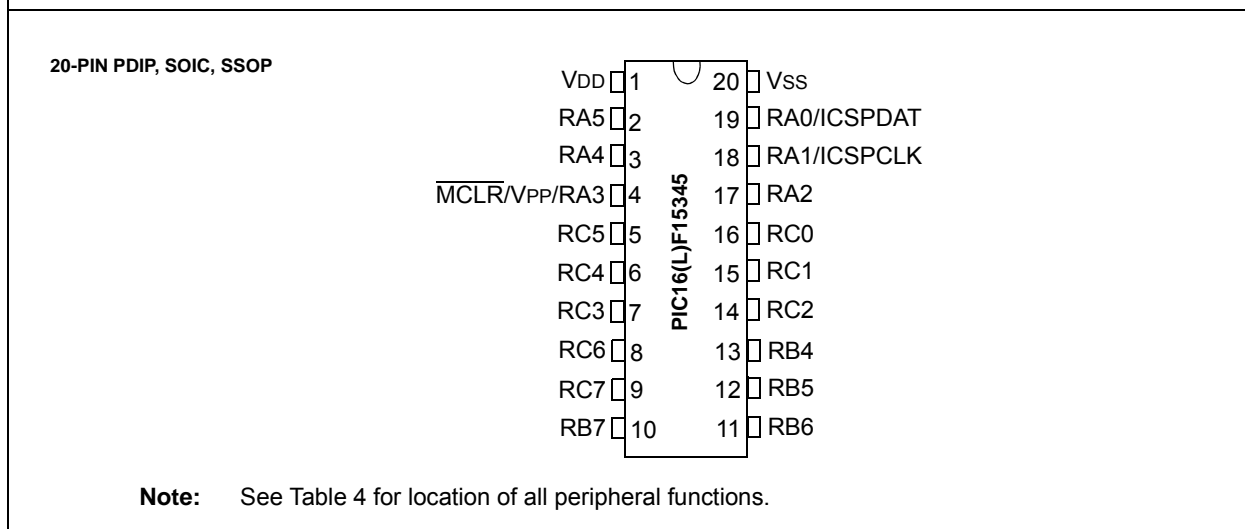 20-PIN PDIP, SOIC, SSOP
VDD 1 20 VSS
RA5 2 19 RA0/ICSPDAT
RA4 3 18 RA1/ICSPCLK
MCLR/VPP/RA3 4 17 RA2
RC5 5 16 RC0
RC4 6 15 RC1
RC3 7 14 RC2
RC6 8 13 RB4
RC7 9 12 RB5
RB7 10 11 RB6
PIC16(L)F15345
Note: See Table 4 for location of all peripheral functions.